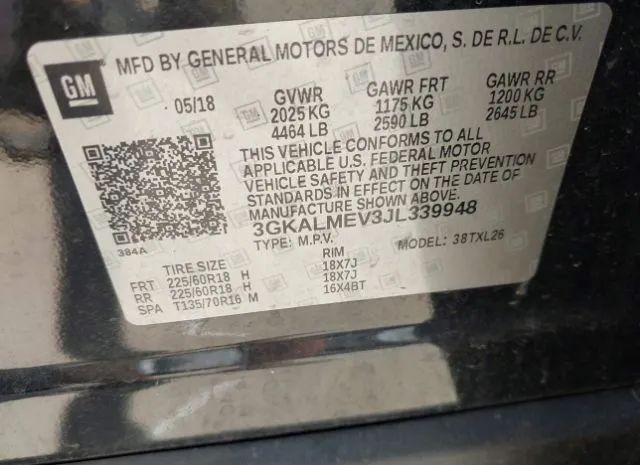 MFD BY GENERAL MOTORS DE MEXICO, S. DE R.L. DE C.V.
GM
05/18 GVWR GAWR FRT GAWR RR
2025 KG 1175 KG 1200 KG
4464 LB 2590 LB 2645 LB
THIS VEHICLE CONFORMS TO ALL
APPLICABLE U.S. FEDERAL MOTOR
VEHICLE SAFETY AND THEFT PREVENTION
STANDARDS IN EFFECT ON THE DATE OF
MANUFACTURE SHOWN ABOVE.
3GKALMEV3JL339948
384A TYPE: M.P.V. MODEL: 38TXL26
TIRE SIZE RIM
FRT 225/60R18 H 18X7J
RR 225/60R18 H 18X7J
SPA T135/70R16 M 16X4BT